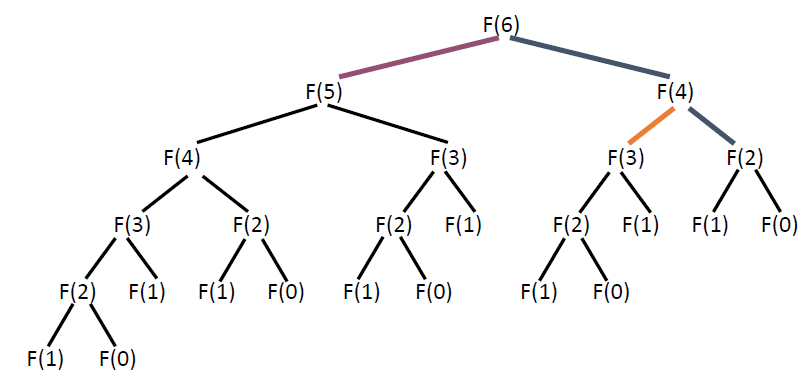 F(6)
F(5) F(4)
F(4) F(3) F(3) F(2)
F(3) F(2) F(2) F(1) F(2) F(1) F(1) F(0)
F(2) F(1) F(1) F(0) F(1) F(0) F(1) F(0)
F(1) F(0)